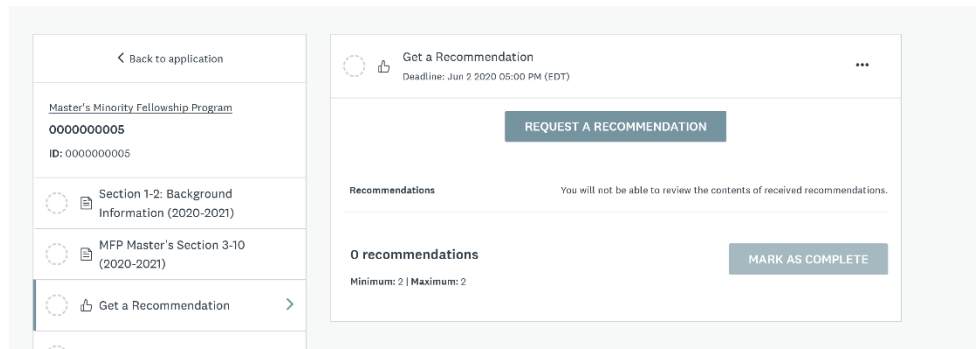 Back to application
Master's Minority Fellowship Program
0000000005
ID: 0000000005
Section 1-2: Background
Information (2020-2021)
MFP Master's Section 3-10
(2020-2021)
Get a Recommendation
Get a Recommendation
Deadline: Jun 2 2020 05:00 PM (EDT)
REQUEST A RECOMMENDATION
Recommendations You will not be able to review the contents of received recommendations.
0 recommendations
MARK AS COMPLETE
Minimum: 2 | Maximum: 2